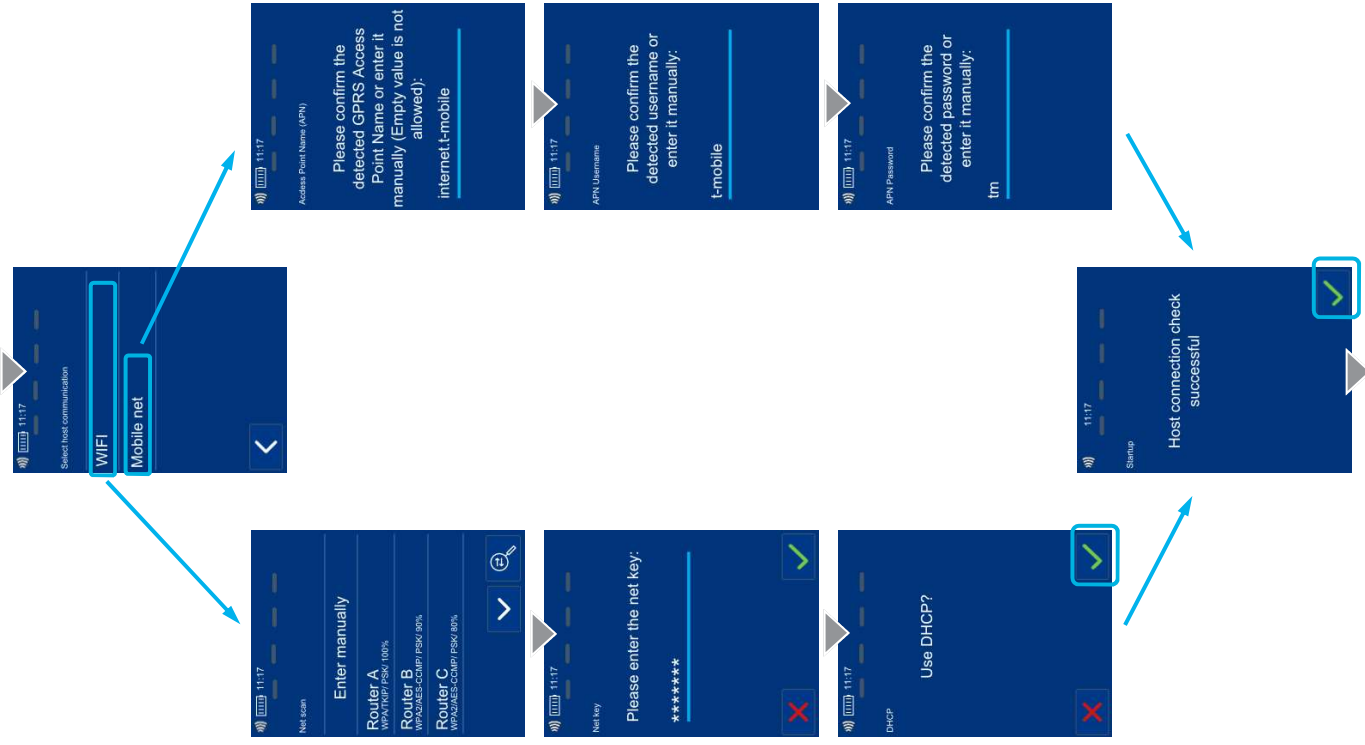 11:17
Select host communication
WIFI
Mobile net
11:17
Net scan
Enter manually
Router A
WPA/TKIP/ PSK/ 100%
Router B
WPA2/AES-CCMP/ PSK/ 90%
Router C
WPA2/AES-CCMP/ PSK/ 80%
11:17
Net key
Please enter the net key:
********
11:17
DHCP
Use DHCP?
11:17
Access Point Name (APN)
Please confirm the
detected GPRS Access
Point Name or enter it
manually (Empty value is not
allowed):
internet.t-mobile
11:17
APN Username
Please confirm the
detected username or
enter it manually:
t-mobile
11:17
APN Password
Please confirm the
detected password or
enter it manually:
tm
11:17
Startup
Host connection check
successful